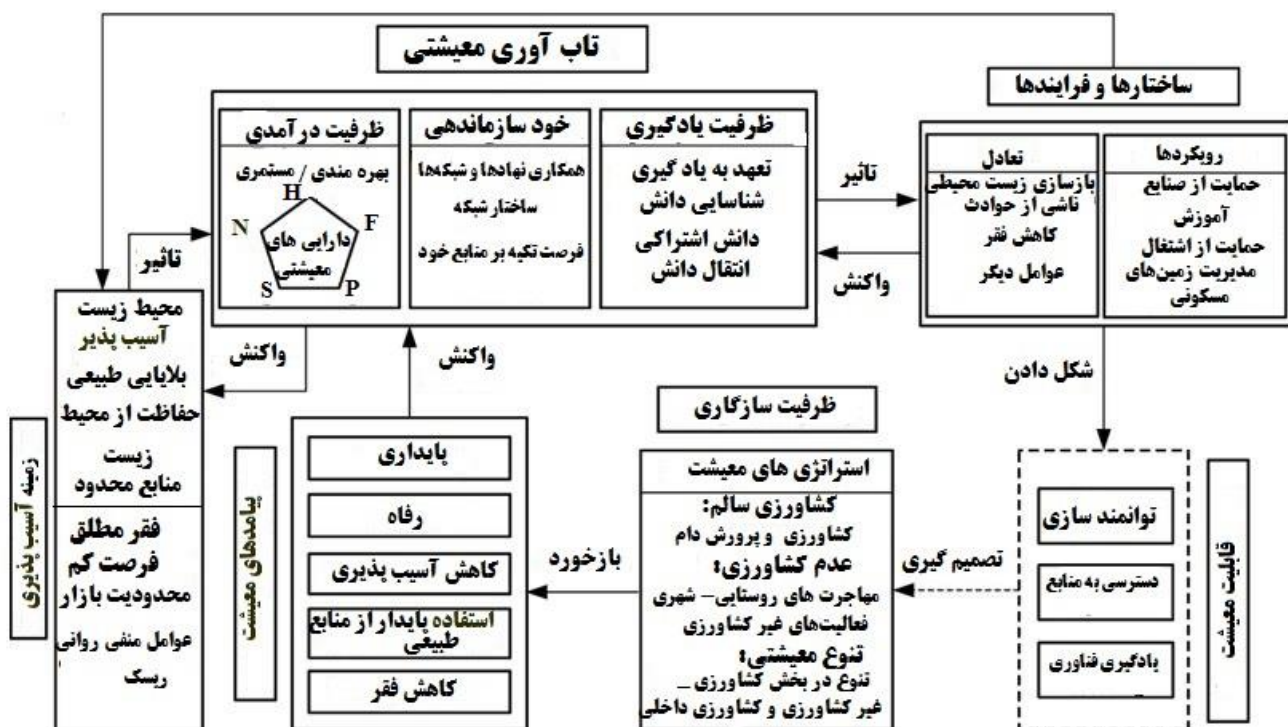 تاب آوری معیشتی
ساختارها و فرایندها
ظرفیت یادگیری
تعهد به یاد گیری
شناسایی دانش
دانش اشتراکی
انتقال دانش
خود سازماندهی
همکاری نهادها و شبکه‌ها
ساختار شبکه
فرصت تکیه بر منابع خود
ظرفیت درآمدی
بهره مندی / مستمری
H
N
F
دارایی های
معیشتی
S
P
تاثیر
واکنش
رویکردها
حمایت از صنایع
آموزش
حمایت از اشتغال
مدیریت زمین‌های
مسکونی
تعادل
بازسازی زیست محیطی
ناشی از حوادث
کاهش فقر
عوامل دیگر
تاثیر
واکنش
واکنش
شکل دادن
قابلیت معیشت
توانمند سازی
دسترسی به منابع
یادگیری فناوری
تصمیم گیری
ظرفیت سازگاری
استراتژی های معیشت
کشاورزی سالم:
کشاورزی و پرورش دام
عدم کشاورزی:
مهاجرت های روستایی– شهری
فعالیت‌های غیر کشاورزی
تنوع معیشتی:
تنوع در بخش کشاورزی _
غیر کشاورزی و کشاورزی داخلی
بازخورد
پیامدهای معیشت
پایداری
رفاه
کاهش آسیب پذیری
استفاده پایدار از منابع
طبیعی
کاهش فقر
زمینه آسیب پذیری
محیط زیست
آسیب پذیر
بلایایی طبیعی
حفاظت از محیط
زیست
منابع محدود
فقر مطلق
فرصت کم
محدودیت بازار
عوامل منفی روانی
ریسک